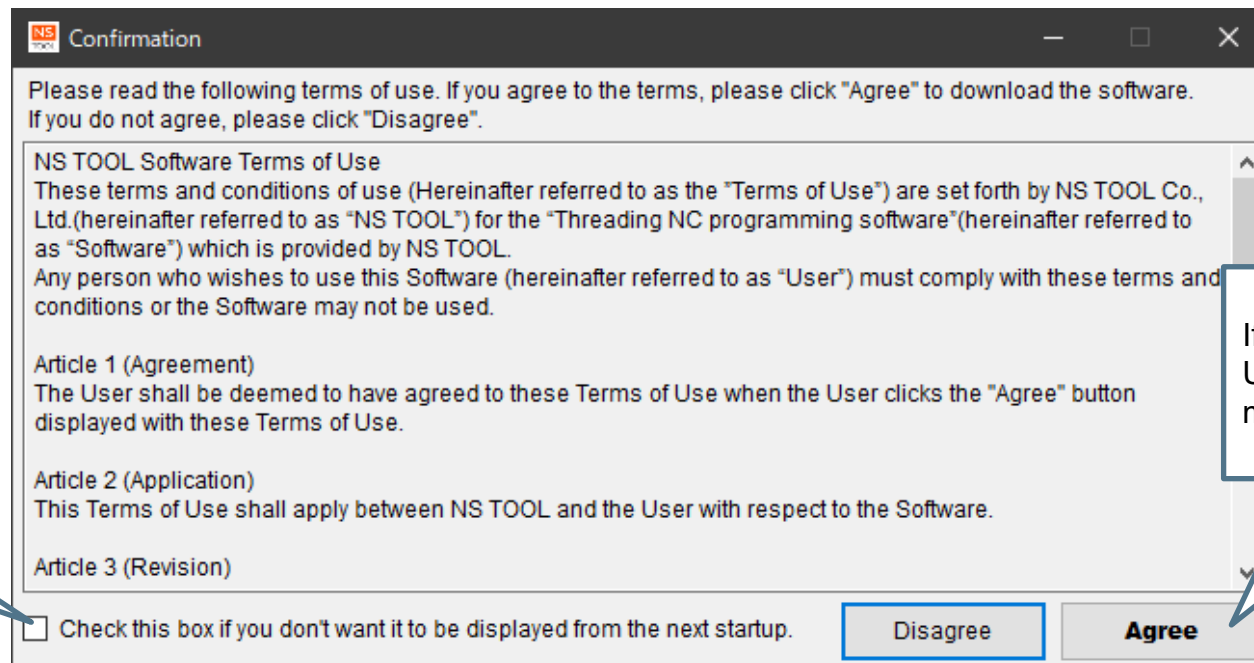 NS
TOOL
Confirmation
Please read the following terms of use. If you agree to the terms, please click "Agree" to download the software.
If you do not agree, please click "Disagree".
NS TOOL Software Terms of Use
These terms and conditions of use (Hereinafter referred to as the "Terms of Use") are set forth by NS TOOL Co.,
Ltd.(hereinafter referred to as “NS TOOL”) for the “Threading NC programming software”(hereinafter referred to
as “Software”) which is provided by NS TOOL.
Any person who wishes to use this Software (hereinafter referred to as “User”) must comply with these terms and
conditions or the Software may not be used.
Article 1 (Agreement)
The User shall be deemed to have agreed to these Terms of Use when the User clicks the "Agree" button
displayed with these Terms of Use.
Article 2 (Application)
This Terms of Use shall apply between NS TOOL and the User with respect to the Software.
Article 3 (Revision)
Check this box if you don't want it to be displayed from the next startup.
Disagree
Agree